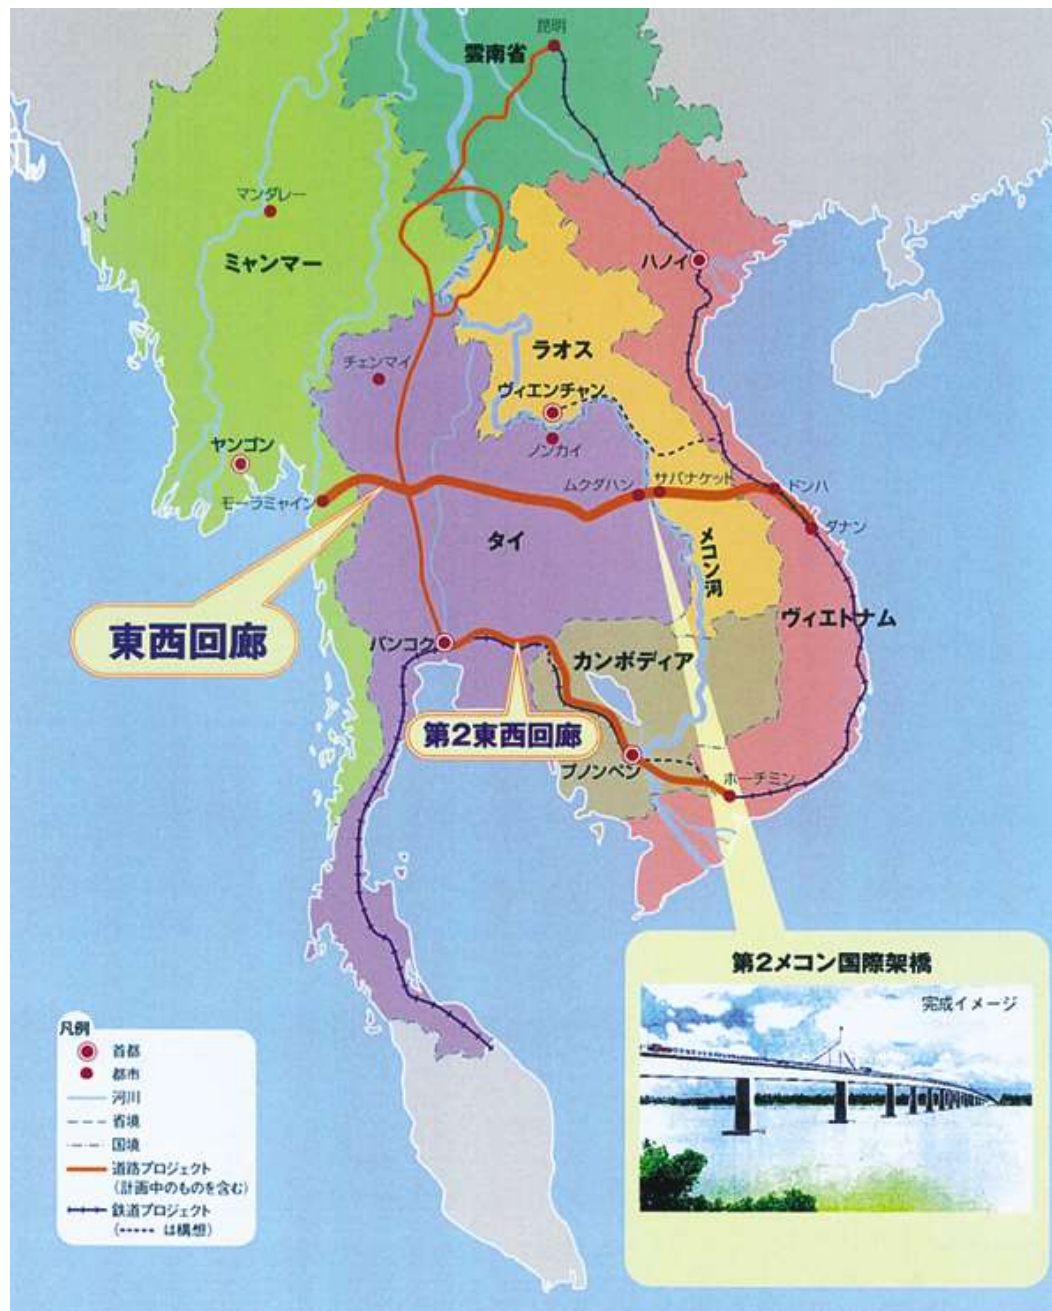 昆明
雲南省
マンダレー
ミャンマー
ハノイ
ラオス
チェンマイ
ヴィエンチャン
ノンカイ
ヤンゴン
モーラミャイン
ムクダハン
サバナケット
ドンハ
ダナン
タイ
メコン河
東西回廊
バンコク
カンボディア
ヴィエトナム
第2東西回廊
プノンペン
ホーチミン
第2メコン国際架橋
完成イメージ
凡例
首都
都市
河川
省境
国境
道路プロジェクト
(計画中のものを含む)
鉄道プロジェクト
(----- は構想)